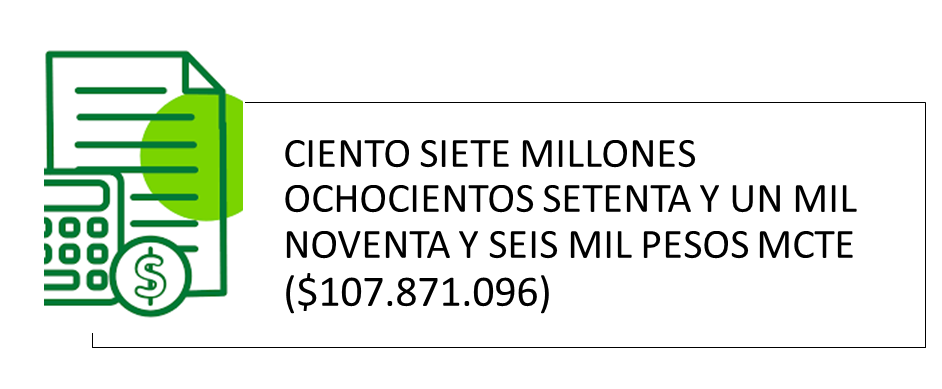 CIENTO SIETE MILLONES
OCHOCIENTOS SETENTA Y UN MIL
NOVENTA Y SEIS MIL PESOS MCTE
($107.871.096)
$